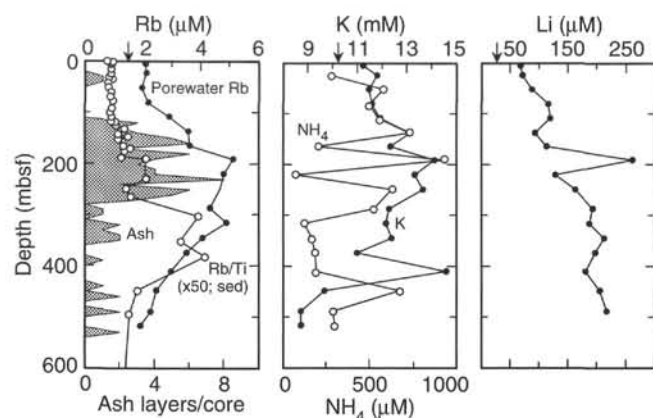 Rb (μM) K (mM) Li (μM)
2 4 6 9 11 13 15 50 150 250
0
Porewater Rb
NH4
200
Depth (mbsf)
Ash
K
400
Rb/Ti
(x50; sed)
600
0 4 8 0 500 1000
Ash layers/core NH4 (μM)